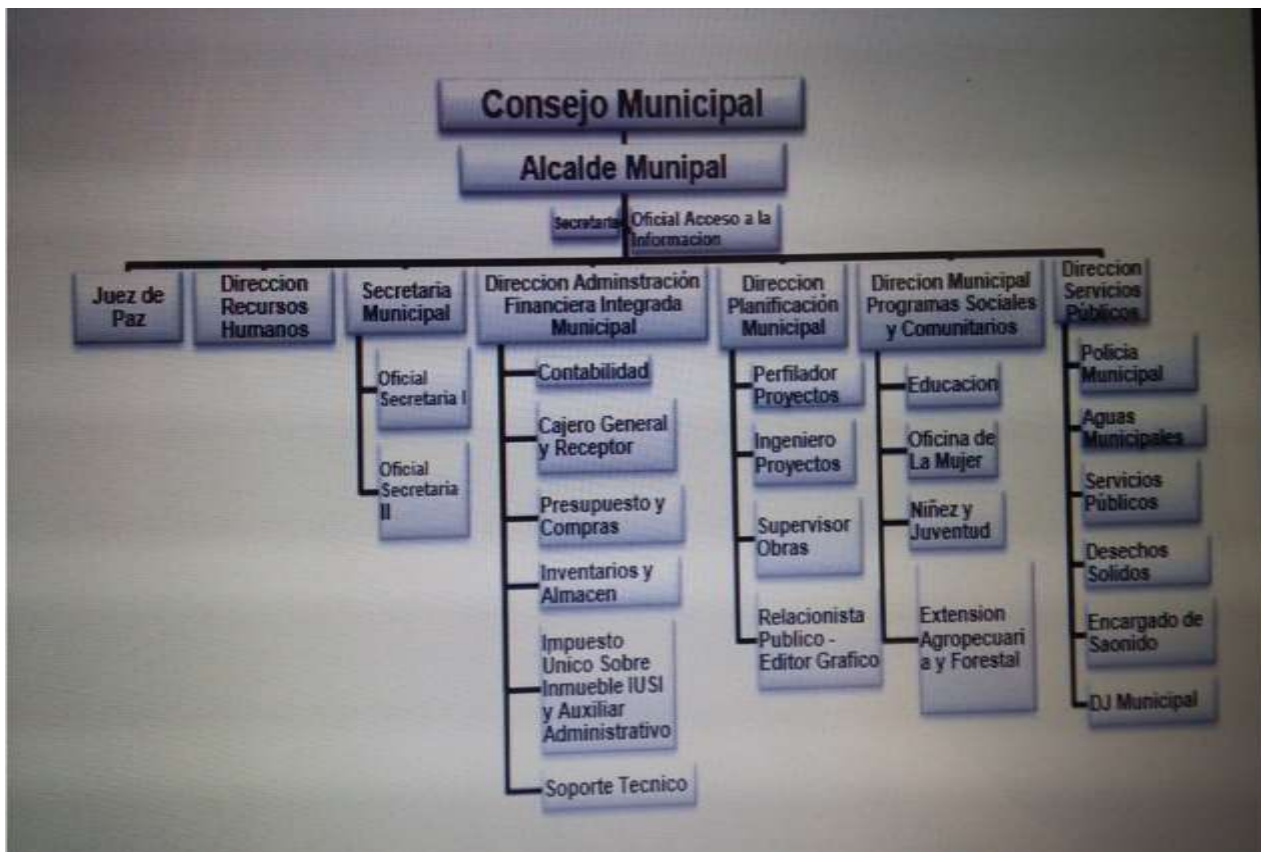 Consejo Municipal
Alcalde Munipal
Secretaria
Oficial Acceso a la
Informacion
Juez de
Paz
Direccion
Recursos
Humanos
Secretaria
Municipal
Oficial
Secretaria I
Oficial
Secretaria
II
Direccion Adminstración
Financiera Integrada
Municipal
Contabilidad
Cajero General
y Receptor
Presupuesto y
Compras
Inventarios y
Almacen
Impuesto
Unico Sobre
Inmueble IUSI
y Auxiliar
Administrativo
Soporte Tecnico
Direccion
Planificación
Municipal
Perfilador
Proyectos
Ingeniero
Proyectos
Supervisor
Obras
Relacionista
Publico -
Editor Grafico
Direcion Municipal
Programas Sociales
y Comunitarios
Educacion
Oficina de
La Mujer
Niñez y
Juventud
Extension
Agropecuari
a y Forestal
Direccion
Servicios
Públicos
Policia
Municipal
Aguas
Municipales
Servicios
Públicos
Desechos
Solidos
Encargado de
Saonido
DJ Municipal